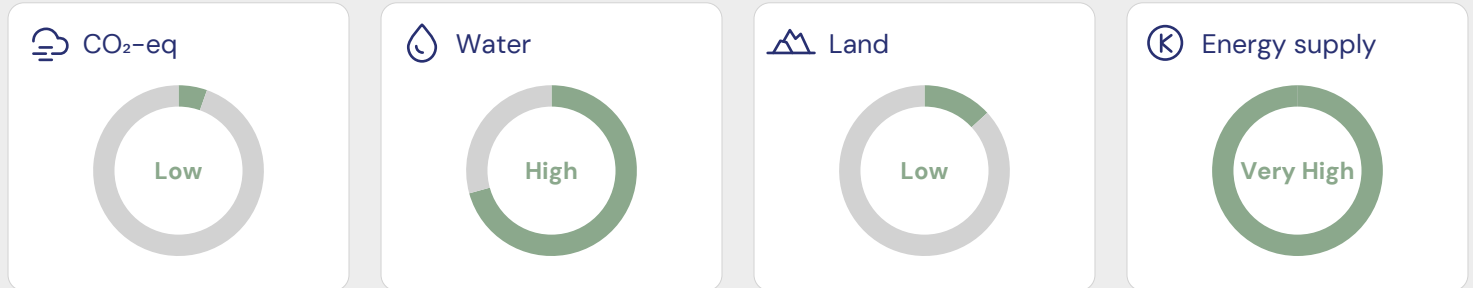 CO₂-eq
Low
Water
High
Land
Low
Energy supply
Very High